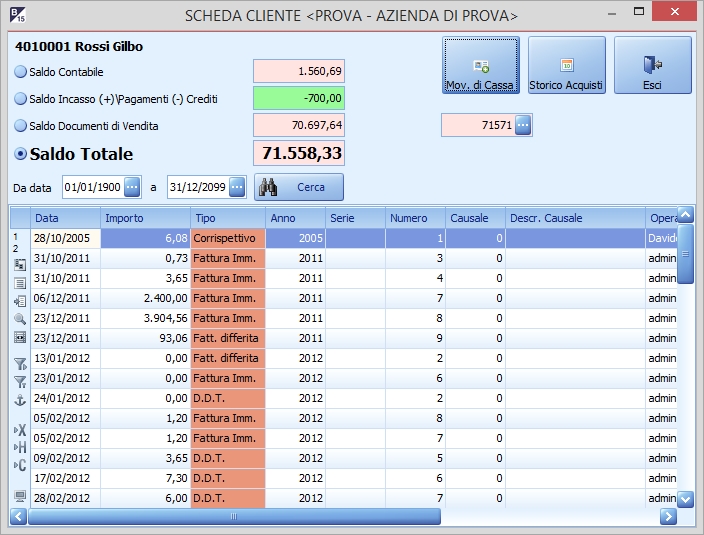 B 15
SCHEDA CLIENTE <PROVA - AZIENDA DI PROVA>
4010001 Rossi Gilbo
Saldo Contabile 1.560,69
Saldo Incasso (+)\Pagamenti (-) Crediti -700,00
Saldo Documenti di Vendita 70.697,64 71571 ...
Saldo Totale 71.558,33
Mov. di Cassa Storico Acquisti Esci
Da data 01/01/1900 ... a 31/12/2099 ... Cerca
Data Importo Tipo Anno Serie Numero Causale Descr. Causale Opera
28/10/2005 6,08 Corrispettivo 2005 1 0 Davide
31/10/2011 0,73 Fattura Imm. 2011 3 0 admin
31/10/2011 3,65 Fattura Imm. 2011 4 0 admin
06/12/2011 2.400,00 Fattura Imm. 2011 7 0 admin
23/12/2011 3.904,56 Fattura Imm. 2011 8 0 admin
23/12/2011 93,06 Fatt. differita 2011 9 0 admin
13/01/2012 0,00 Fatt. differita 2012 2 0 admin
23/01/2012 0,00 Fattura Imm. 2012 6 0 admin
24/01/2012 0,00 D.D.T. 2012 2 0 admin
05/02/2012 1,20 Fattura Imm. 2012 8 0 admin
05/02/2012 1,20 Fattura Imm. 2012 7 0 admin
09/02/2012 3,65 D.D.T. 2012 5 0 admin
17/02/2012 7,30 D.D.T. 2012 6 0 admin
28/02/2012 6,00 D.D.T. 2012 7 0 admin
1
2
X
H
C